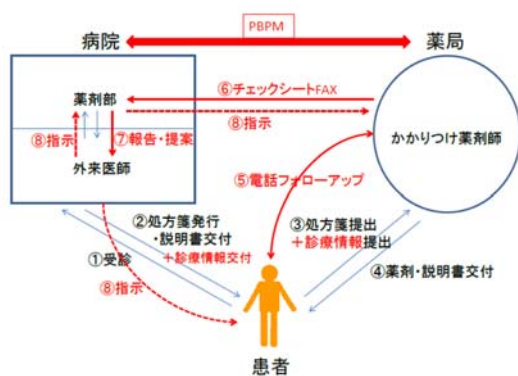 PBPM
病院
薬局
⑥チェックシートFAX
薬剤部
⑧指示
⑧指示
⑦報告・提案
外来医師
かかりつけ薬剤師
⑤電話フォローアップ
②処方箋発行
・説明書交付
+診療情報交付
③処方箋提出
+診療情報提出
①受診
④薬剤・説明書交付
⑧指示
患者